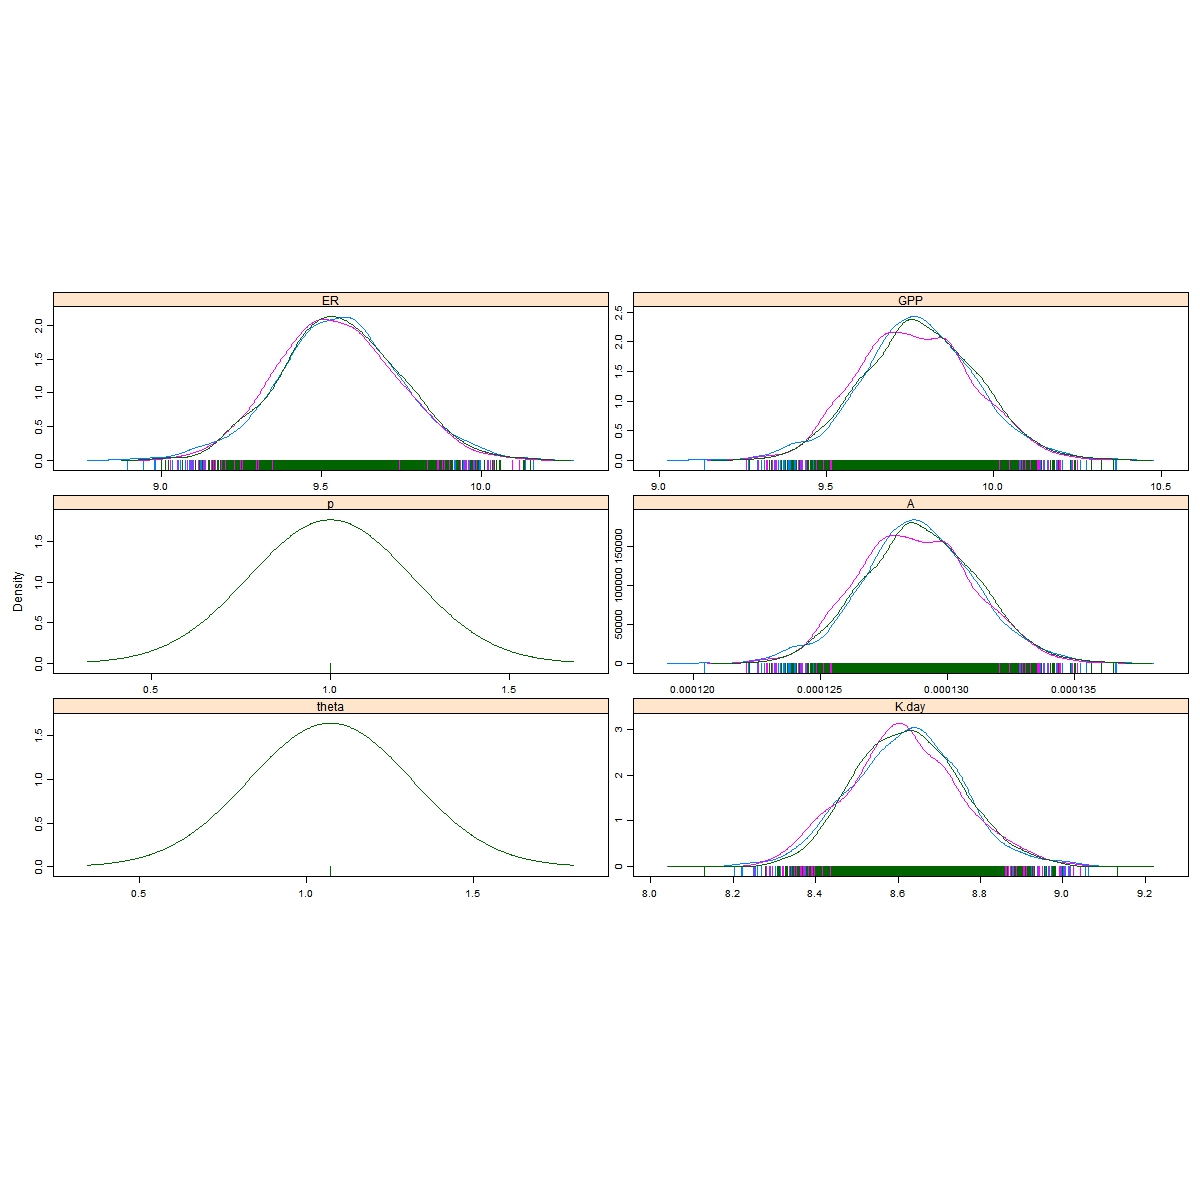 ER
0.0 0.5 1.0 1.5 2.0
9.0 9.5 10.0
GPP
0.0 0.5 1.0 1.5 2.0 2.5
9.0 9.5 10.0 10.5
Density
p
0.0 0.5 1.0 1.5
0.5 1.0 1.5
A
0 50000 100000 150000
0.000120 0.000125 0.000130 0.000135
theta
0.0 0.5 1.0 1.5
0.5 1.0 1.5
K.day
0 1 2 3
8.0 8.2 8.4 8.6 8.8 9.0 9.2